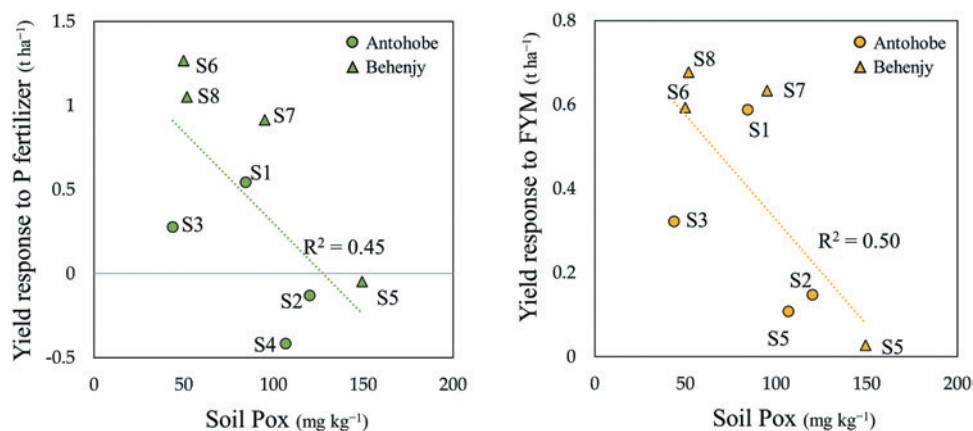 Yield response to P fertilizer (t ha⁻¹)
1.5
1
0.5
0
-0.5
Antohobe
Behenjy
S6
S8
S7
S1
S3
R² = 0.45
S2
S5
S4
0
50
100
150
200
Soil Pox (mg kg⁻¹)
Yield response to FYM (t ha⁻¹)
0.8
0.6
0.4
0.2
0
Antohobe
Behenjy
S8
S6
S7
S1
S3
R² = 0.50
S2
S5
S5
0
50
100
150
200
Soil Pox (mg kg⁻¹)